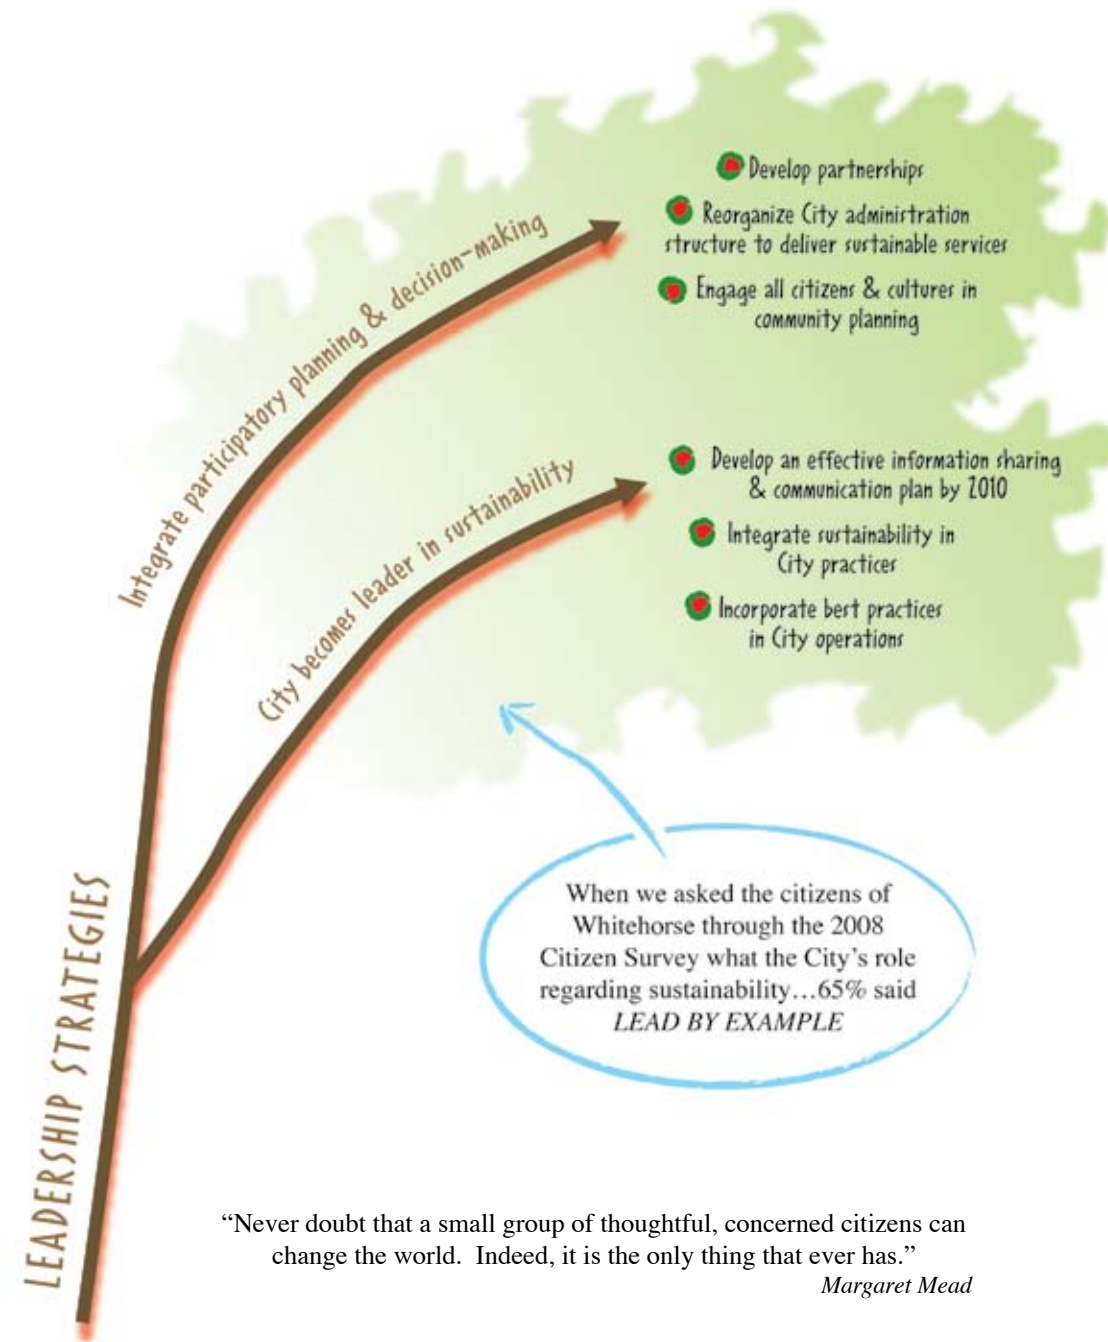 Develop partnerships
Reorganize City administration
structure to deliver sustainable services
Engage all citizens & cultures in
community planning
Integrate participatory planning & decision-making
Develop an effective information sharing
& communication plan by 2010
Integrate sustainability in
City practices
Incorporate best practices
in City operations
City becomes leader in sustainability
When we asked the citizens of
Whitehorse through the 2008
Citizen Survey what the City's role
regarding sustainability…65% said
LEAD BY EXAMPLE
LEADERSHIP STRATEGIES
“Never doubt that a small group of thoughtful, concerned citizens can
change the world.  Indeed, it is the only thing that ever has.”
Margaret Mead